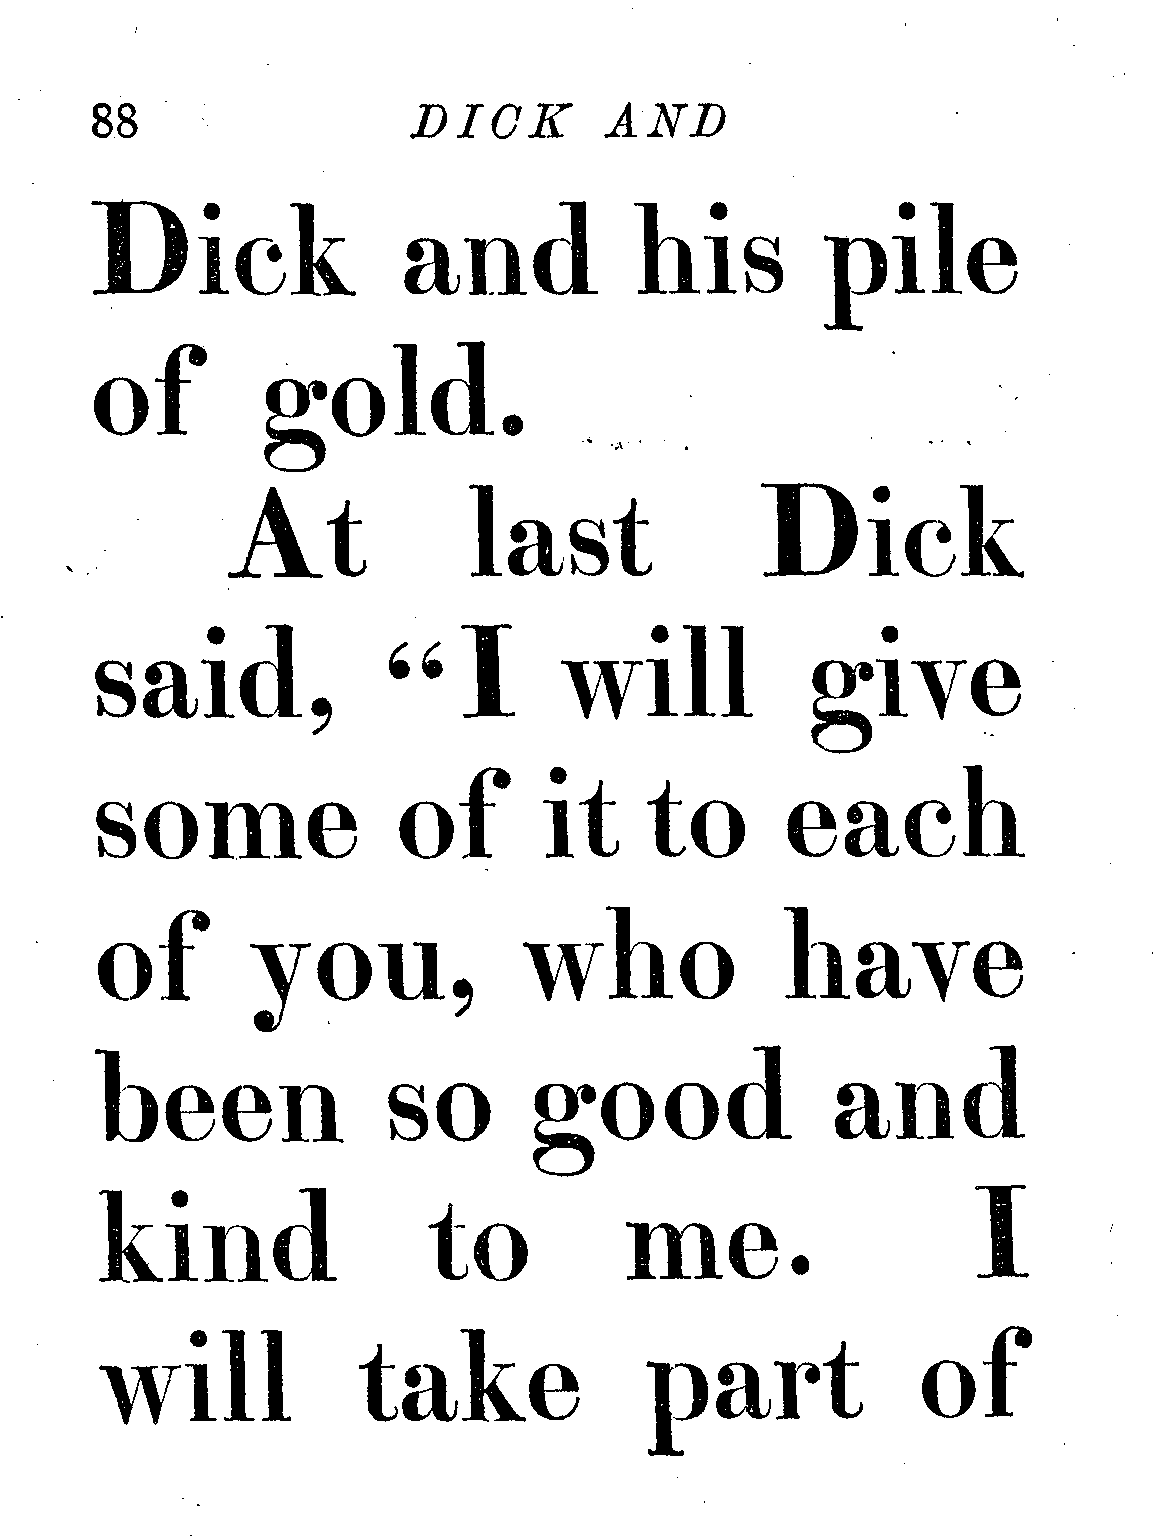 88 DICK AND
Dick and his pile
of gold.
At last Dick
said, “I will give
some of it to each
of you, who have
been so good and
kind to me. I
will take part of